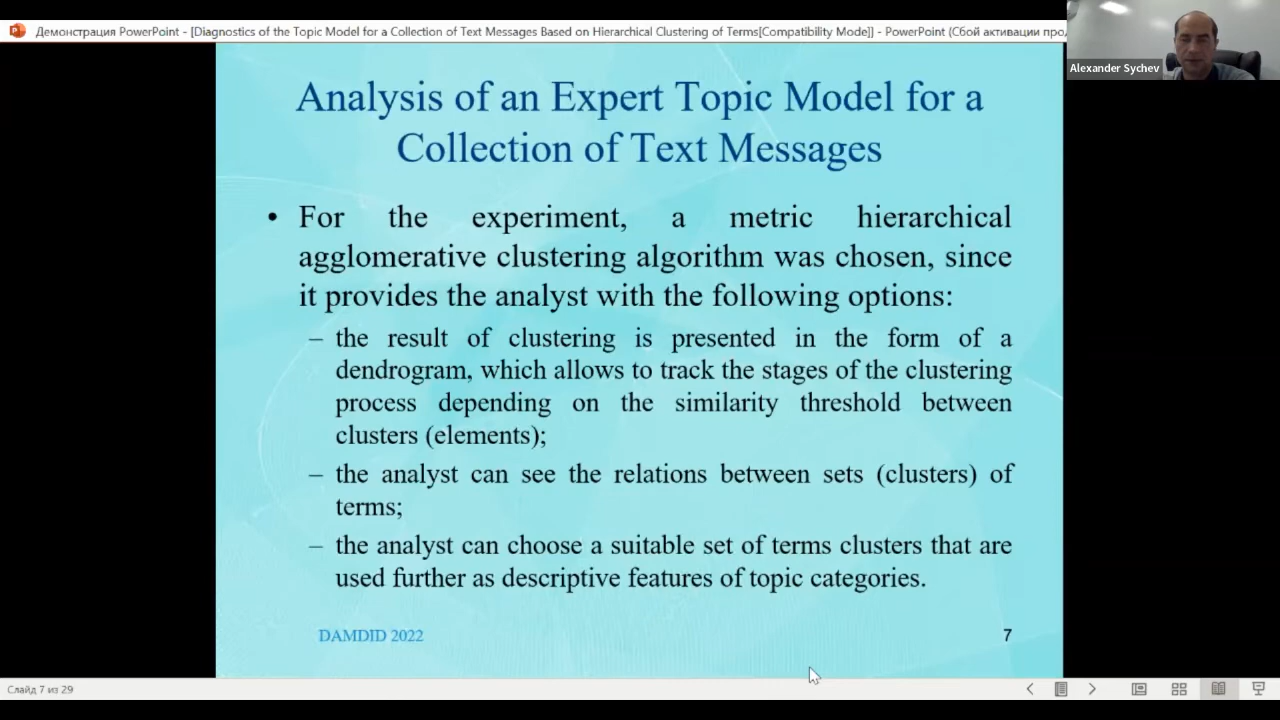 Демонстрация PowerPoint - [Diagnostics of the Topic Model for a Collection of Text Messages Based on Hierarchical Clustering of Terms[Compatibility Mode]] - PowerPoint (Сбой активации про
Alexander Sychev
Analysis of an Expert Topic Model for a
Collection of Text Messages
• For the experiment, a metric hierarchical
agglomerative clustering algorithm was chosen, since
it provides the analyst with the following options:
– the result of clustering is presented in the form of a
dendrogram, which allows to track the stages of the clustering
process depending on the similarity threshold between
clusters (elements);
– the analyst can see the relations between sets (clusters) of
terms;
– the analyst can choose a suitable set of terms clusters that are
used further as descriptive features of topic categories.
DAMDID 2022
7
Слайд 7 из 29